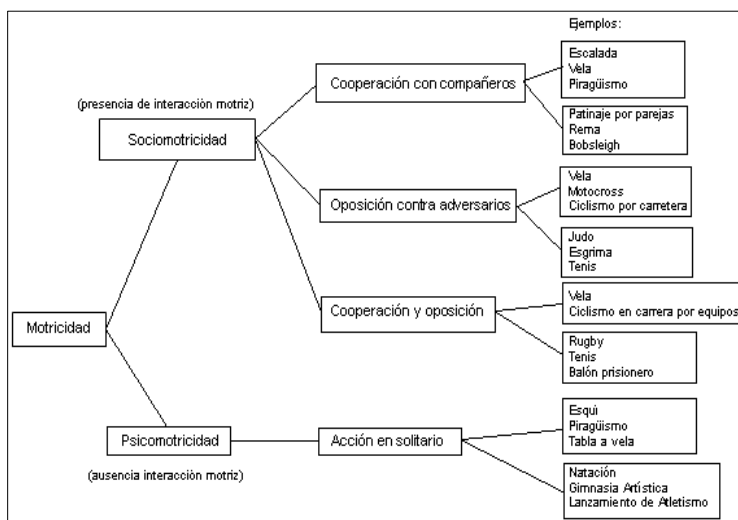 Ejemplos:
Escalada
Vela
Piragüismo
Cooperación con compañeros
(presencia de interacción motriz)
Sociomotricidad
Patinaje por parejas
Remo
Bobsleigh
Oposición contra adversarios
Vela
Motocross
Ciclismo por carretera
Judo
Esgrima
Tenis
Motricidad
Cooperación y oposición
Vela
Ciclismo en carrera por equipos
Rugby
Tenis
Balón prisionero
Psicomotricidad
(ausencia interacción motriz)
Acción en solitario
Esqui
Piragüismo
Tabla a vela
Natación
Gimnasia Artística
Lanzamiento de Atletismo